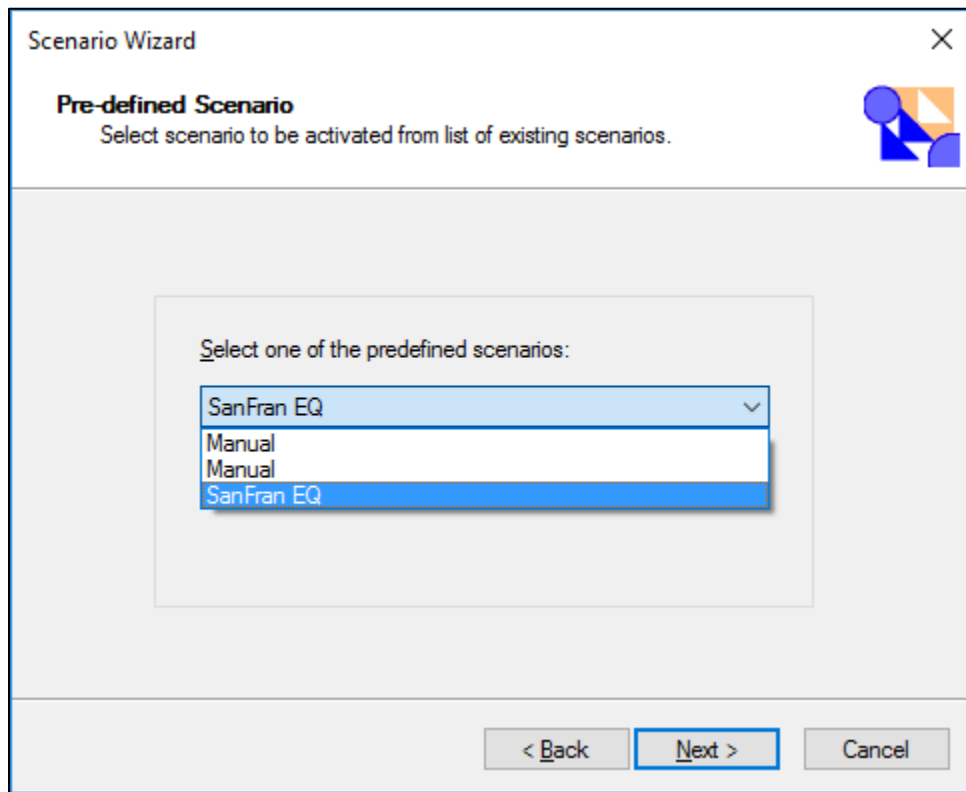 Scenario Wizard
Pre-defined Scenario
Select scenario to be activated from list of existing scenarios.
Select one of the predefined scenarios:
SanFran EQ
Manual
Manual
SanFran EQ
< Back
Next >
Cancel